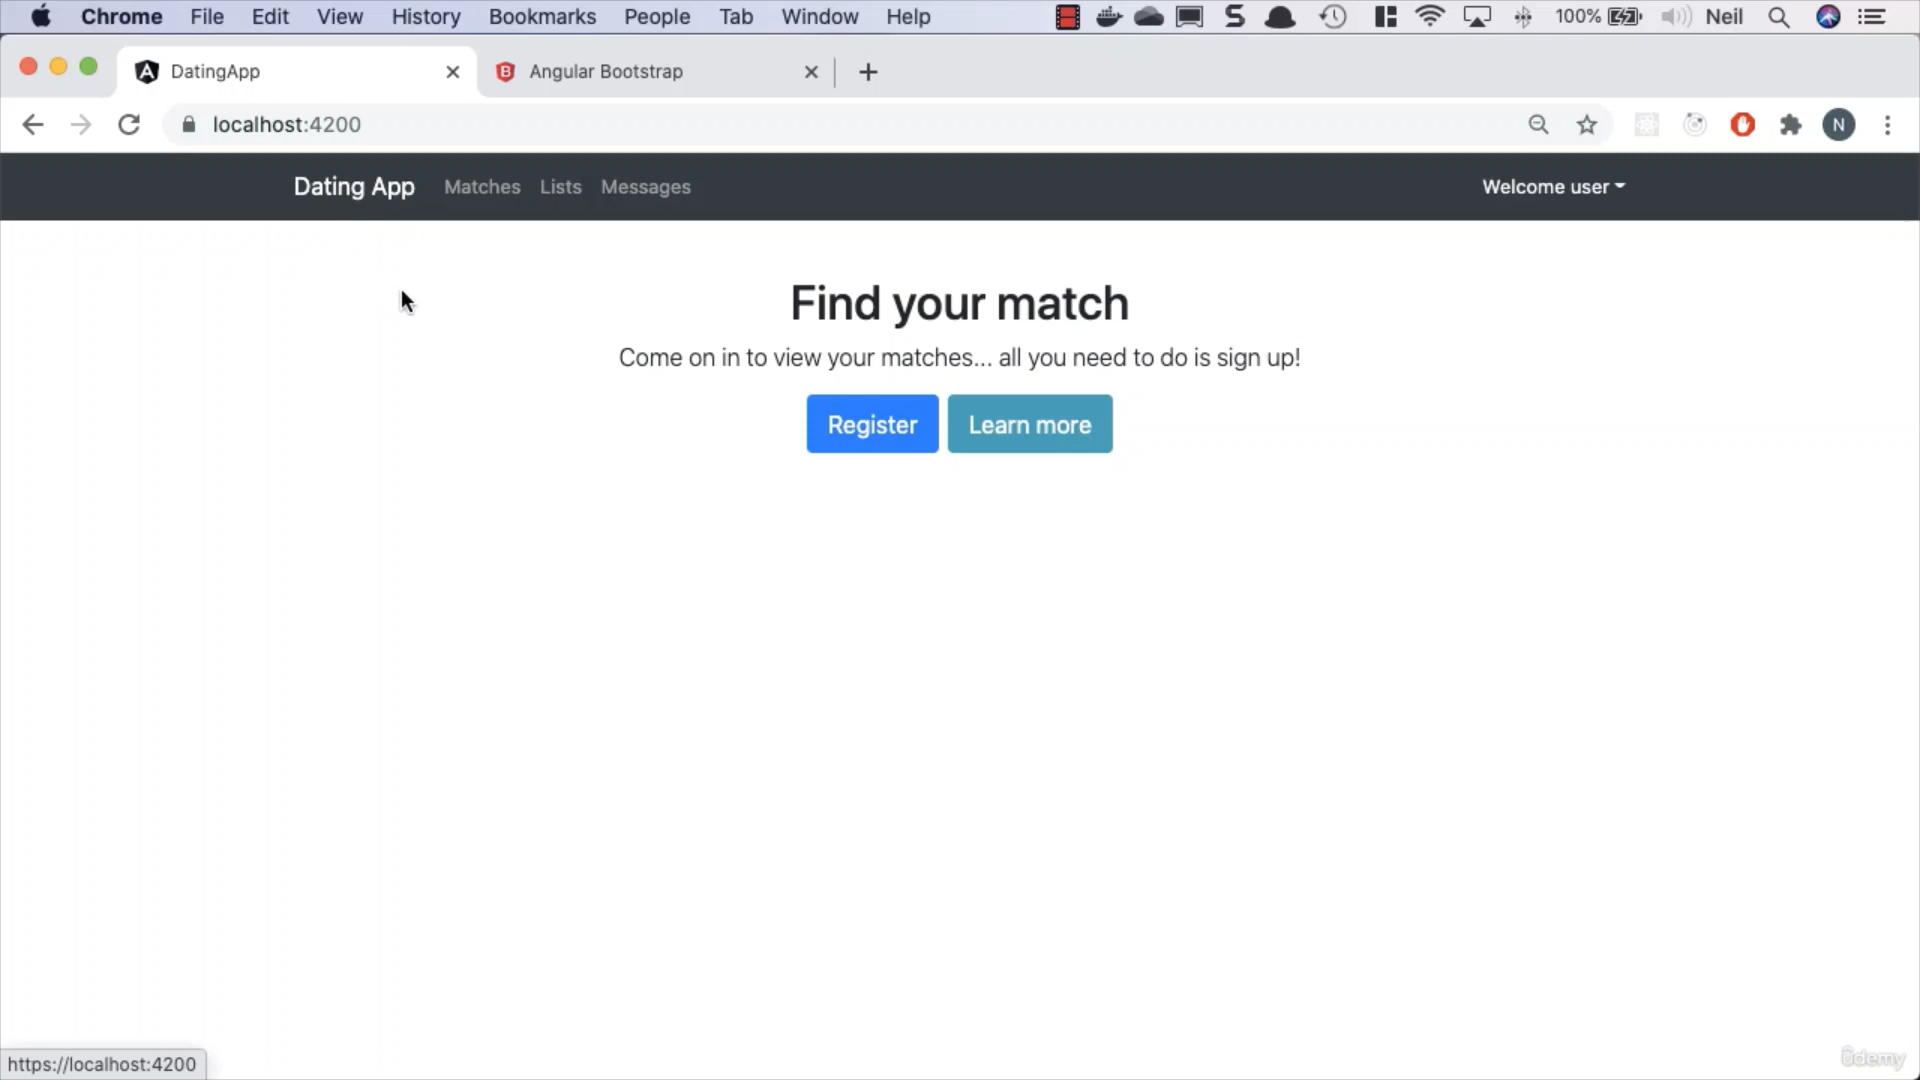 Chrome File Edit View History Bookmarks People Tab Window Help 100% Neil
DatingApp Angular Bootstrap
localhost:4200 N
Dating App Matches Lists Messages Welcome user
Find your match
Come on in to view your matches... all you need to do is sign up!
Register Learn more
https://localhost:4200
ûdemy